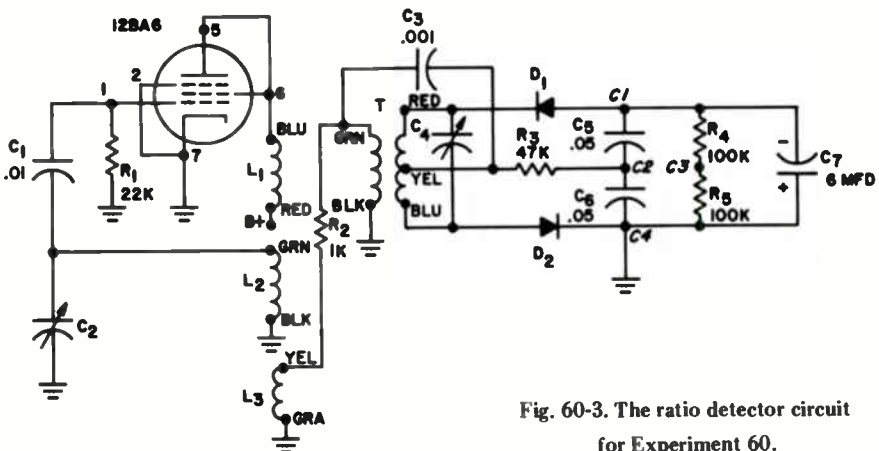 12BA6
5
2
1
6
7
C1
.01
R1
22K
C2
BLU
L1
RED
B+
GRN
L2
BLK
YEL
L3
GRA
R2
1K
C3
.001
GRN
T
RED
C4
YEL
BLK
BLU
D1
R3
47K
D2
C1
C5
.05
C2
C6
.05
C3
C4
R4
100K
R5
100K
-
+
C7
6 MFD
Fig. 60-3. The ratio detector circuit
for Experiment 60.